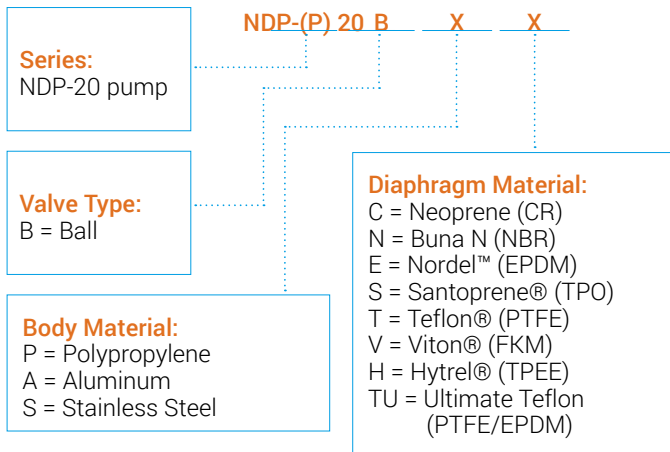 NDP-(P) 20 B X X
Series:
NDP-20 pump
Valve Type:
B = Ball
Body Material:
P = Polypropylene
A = Aluminum
S = Stainless Steel
Diaphragm Material:
C = Neoprene (CR)
N = Buna N (NBR)
E = Nordel™ (EPDM)
S = Santoprene® (TPO)
T = Teflon® (PTFE)
V = Viton® (FKM)
H = Hytrel® (TPEE)
TU = Ultimate Teflon
(PTFE/EPDM)